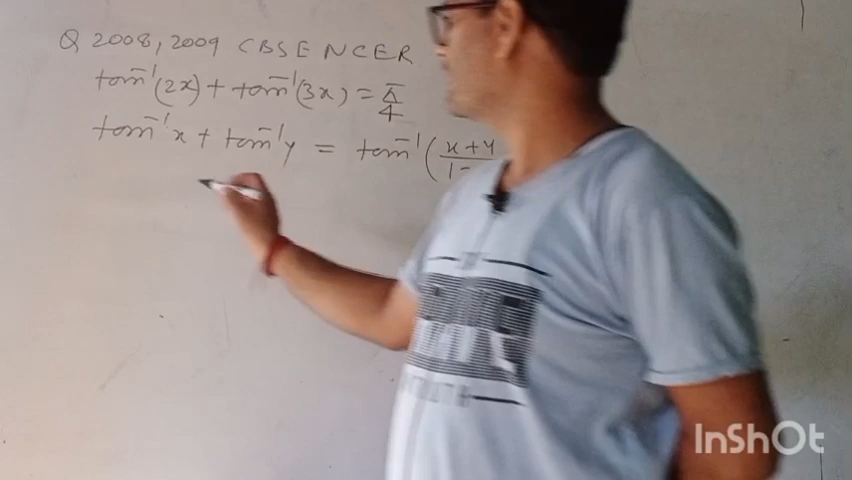 Q 2008, 2009 CBSE NCER
tan⁻¹(2x) + tan⁻¹(3x) = π/4
tan⁻¹x + tan⁻¹y = tan⁻¹(x+y/1-
InShOt